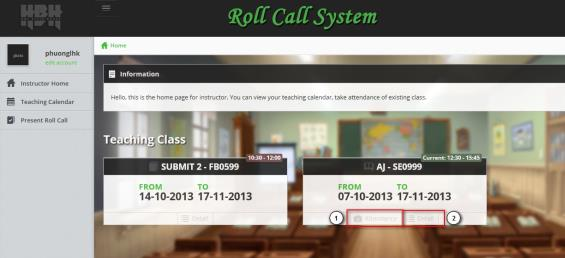 HBH
Roll Call System
photo
phuonglhk
edit account
Instructor Home
Teaching Calendar
Present Roll Call
Home
Information
Hello, this is the home page for instructor. You can view your teaching calendar, take attendance of existing class.
Teaching Class
10:30 - 12:00
SUBMIT 2 - FB0599
FROM TO
14-10-2013 17-11-2013
Detail
Current: 12:30 - 15:45
AJ - SE0999
FROM TO
07-10-2013 17-11-2013
1 Attendance Detail 2